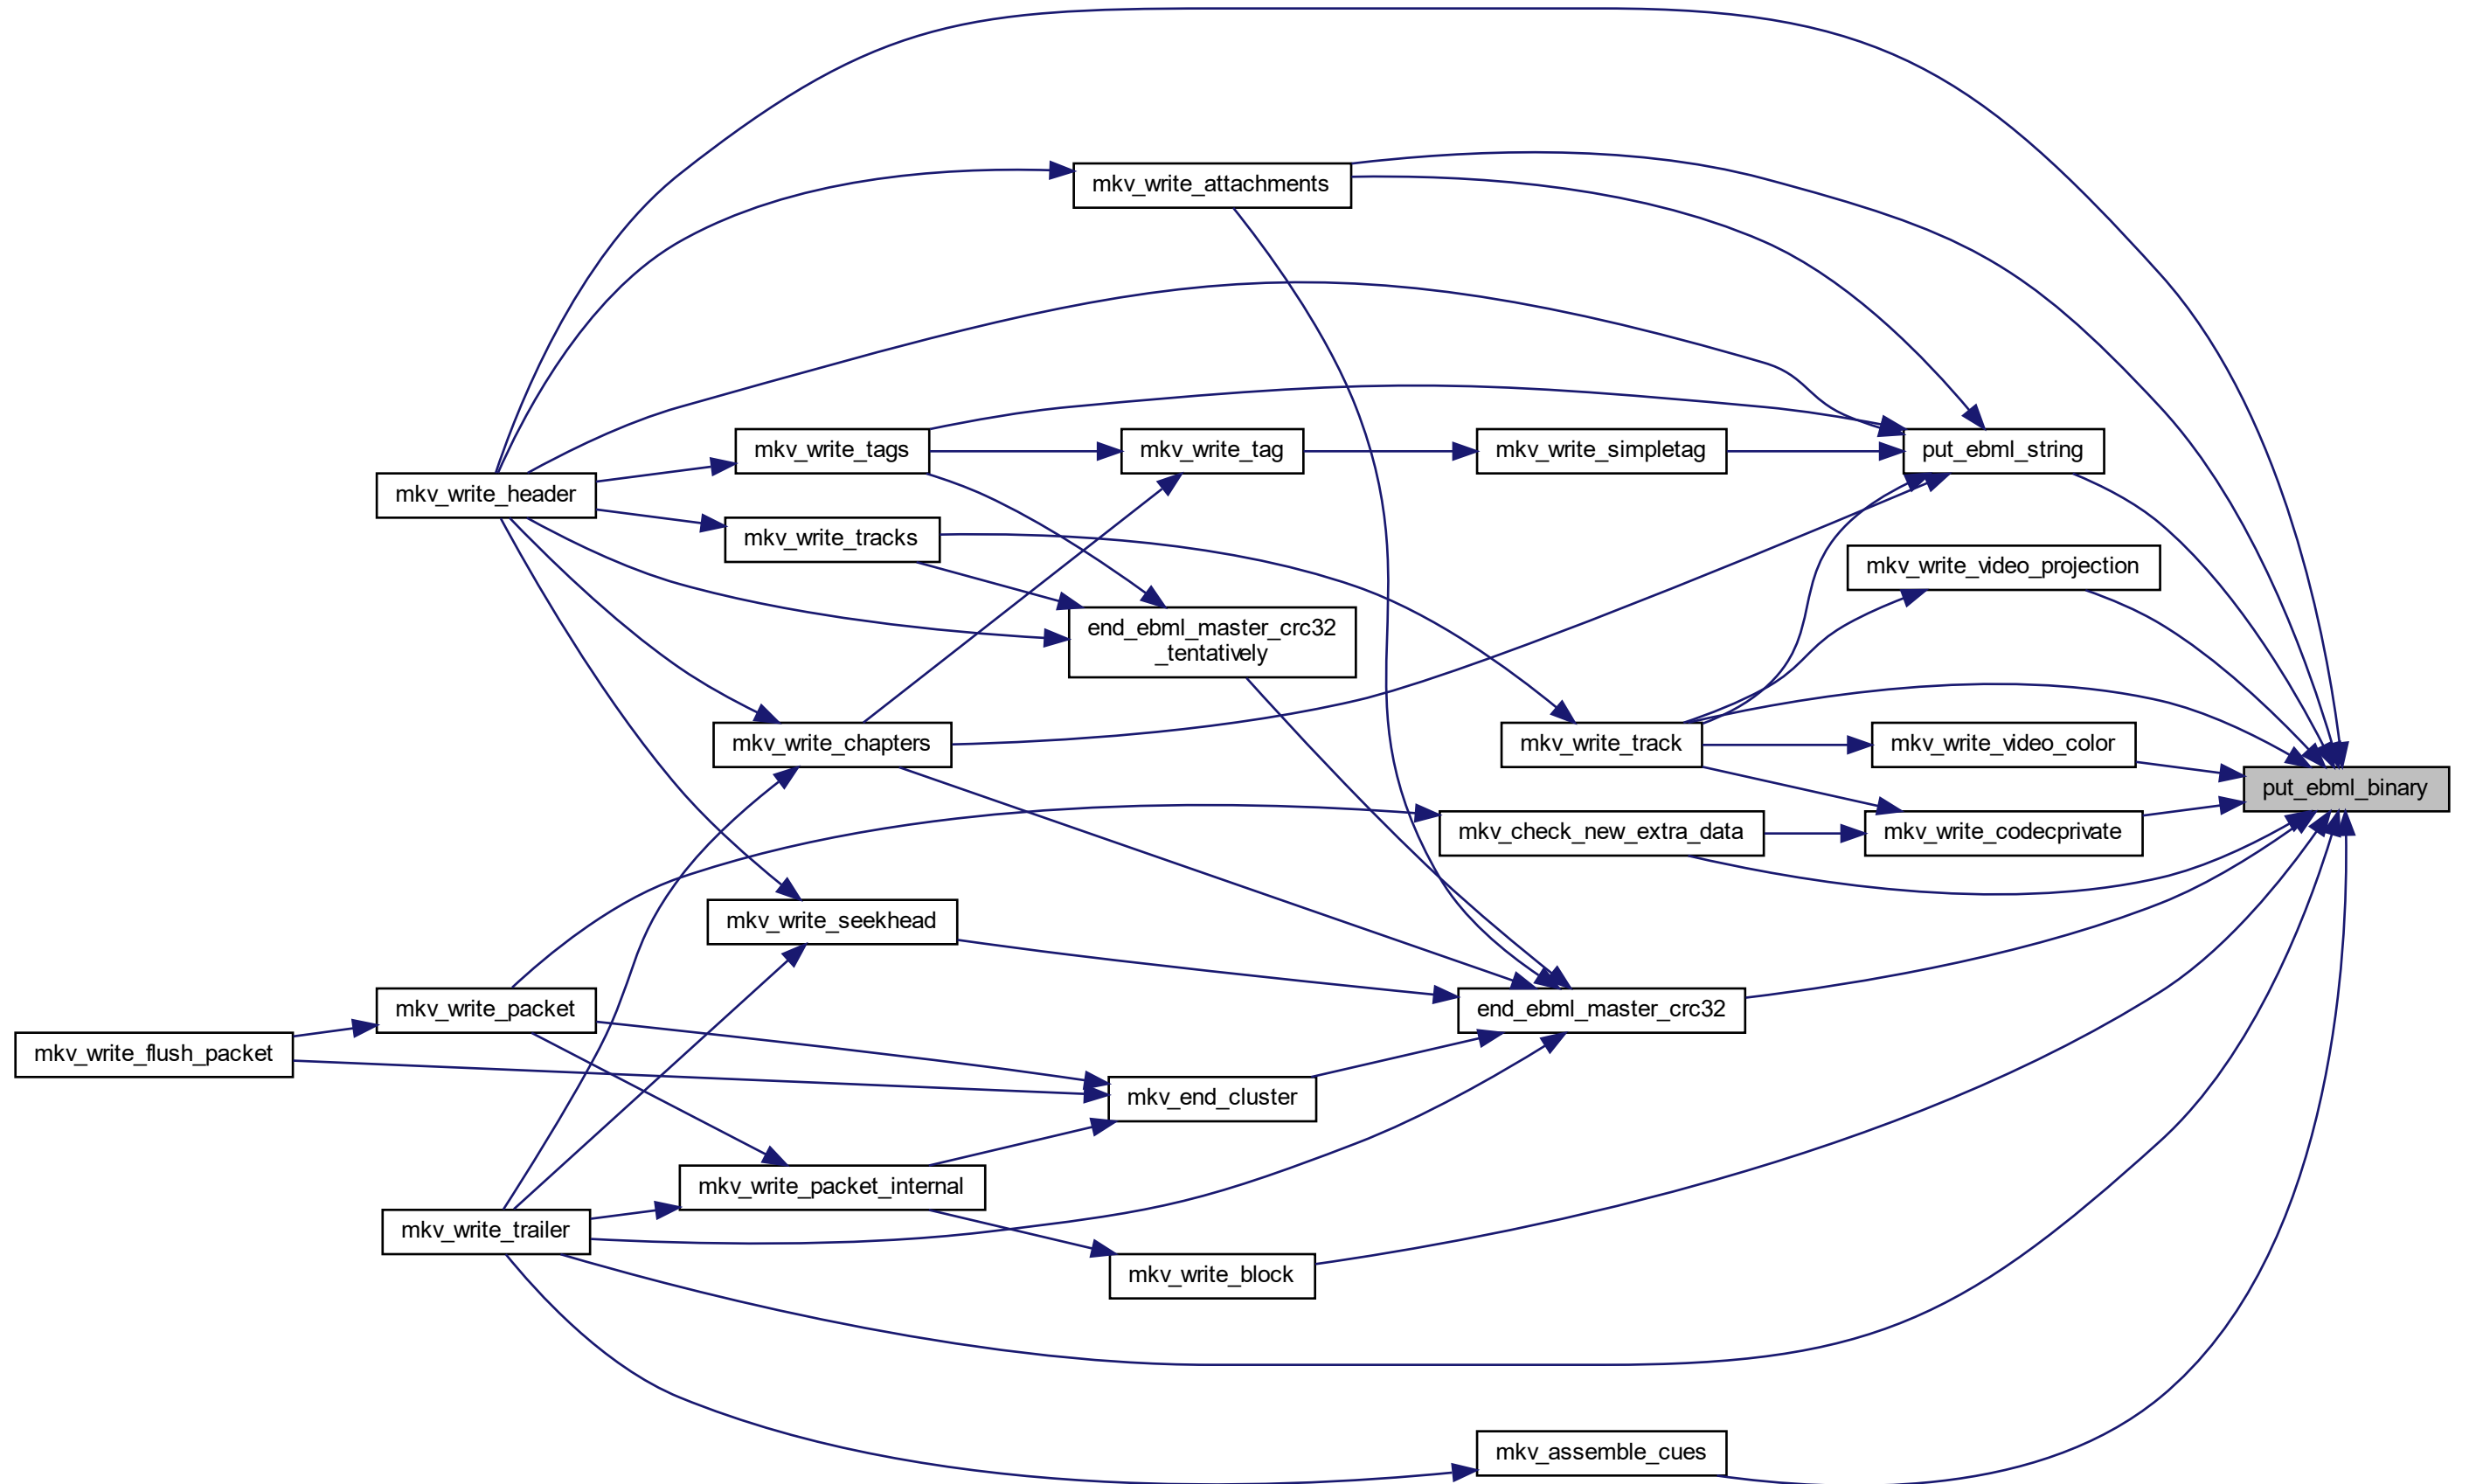 mkv_write_attachments
mkv_write_tags
mkv_write_tag
mkv_write_simpletag
put_ebml_string
mkv_write_header
mkv_write_tracks
mkv_write_video_projection
end_ebml_master_crc32
_tentatively
mkv_write_chapters
mkv_write_track
mkv_write_video_color
put_ebml_binary
mkv_check_new_extra_data
mkv_write_codecprivate
mkv_write_seekhead
mkv_write_packet
end_ebml_master_crc32
mkv_write_flush_packet
mkv_end_cluster
mkv_write_packet_internal
mkv_write_trailer
mkv_write_block
mkv_assemble_cues